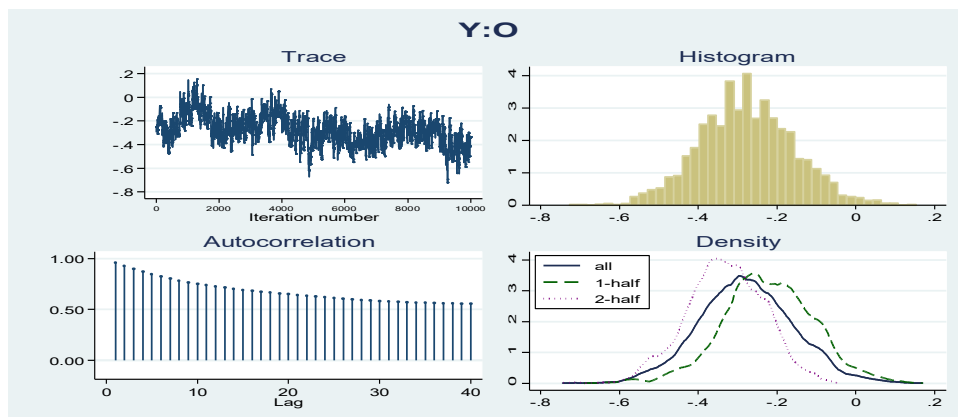 Y:O
Trace
.2
0
-.2
-.4
-.6
-.8
0 2000 4000 6000 8000 10000
Iteration number
Histogram
4
3
2
1
0
-.8 -.6 -.4 -.2 0 .2
Autocorrelation
1.00
0.50
0.00
0 10 20 30 40
Lag
Density
all
1-half
2-half
4
3
2
1
0
-.8 -.6 -.4 -.2 0 .2